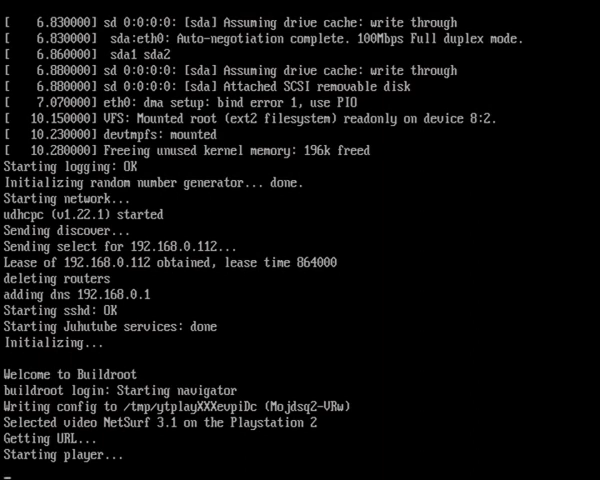 [    6.830000] sd 0:0:0:0: [sda] Assuming drive cache: write through
[    6.830000]  sda:eth0: Auto-negotiation complete. 100Mbps Full duplex mode.
[    6.860000]  sda1 sda2
[    6.880000] sd 0:0:0:0: [sda] Assuming drive cache: write through
[    6.880000] sd 0:0:0:0: [sda] Attached SCSI removable disk
[    7.070000] eth0: dma setup: bind error 1, use PIO
[   10.150000] VFS: Mounted root (ext2 filesystem) readonly on device 8:2.
[   10.230000] devtmpfs: mounted
[   10.280000] Freeing unused kernel memory: 196k freed
Starting logging: OK
Initializing random number generator... done.
Starting network...
udhcpc (v1.22.1) started
Sending discover...
Sending select for 192.168.0.112...
Lease of 192.168.0.112 obtained, lease time 864000
deleting routers
adding dns 192.168.0.1
Starting sshd: OK
Starting Juhutube services: done
Initializing...
Welcome to Buildroot
buildroot login: Starting navigator
Writing config to /tmp/ytplayXXXevpiDc (Mojdsq2-VRw)
Selected video NetSurf 3.1 on the Playstation 2
Getting URL...
Starting player...